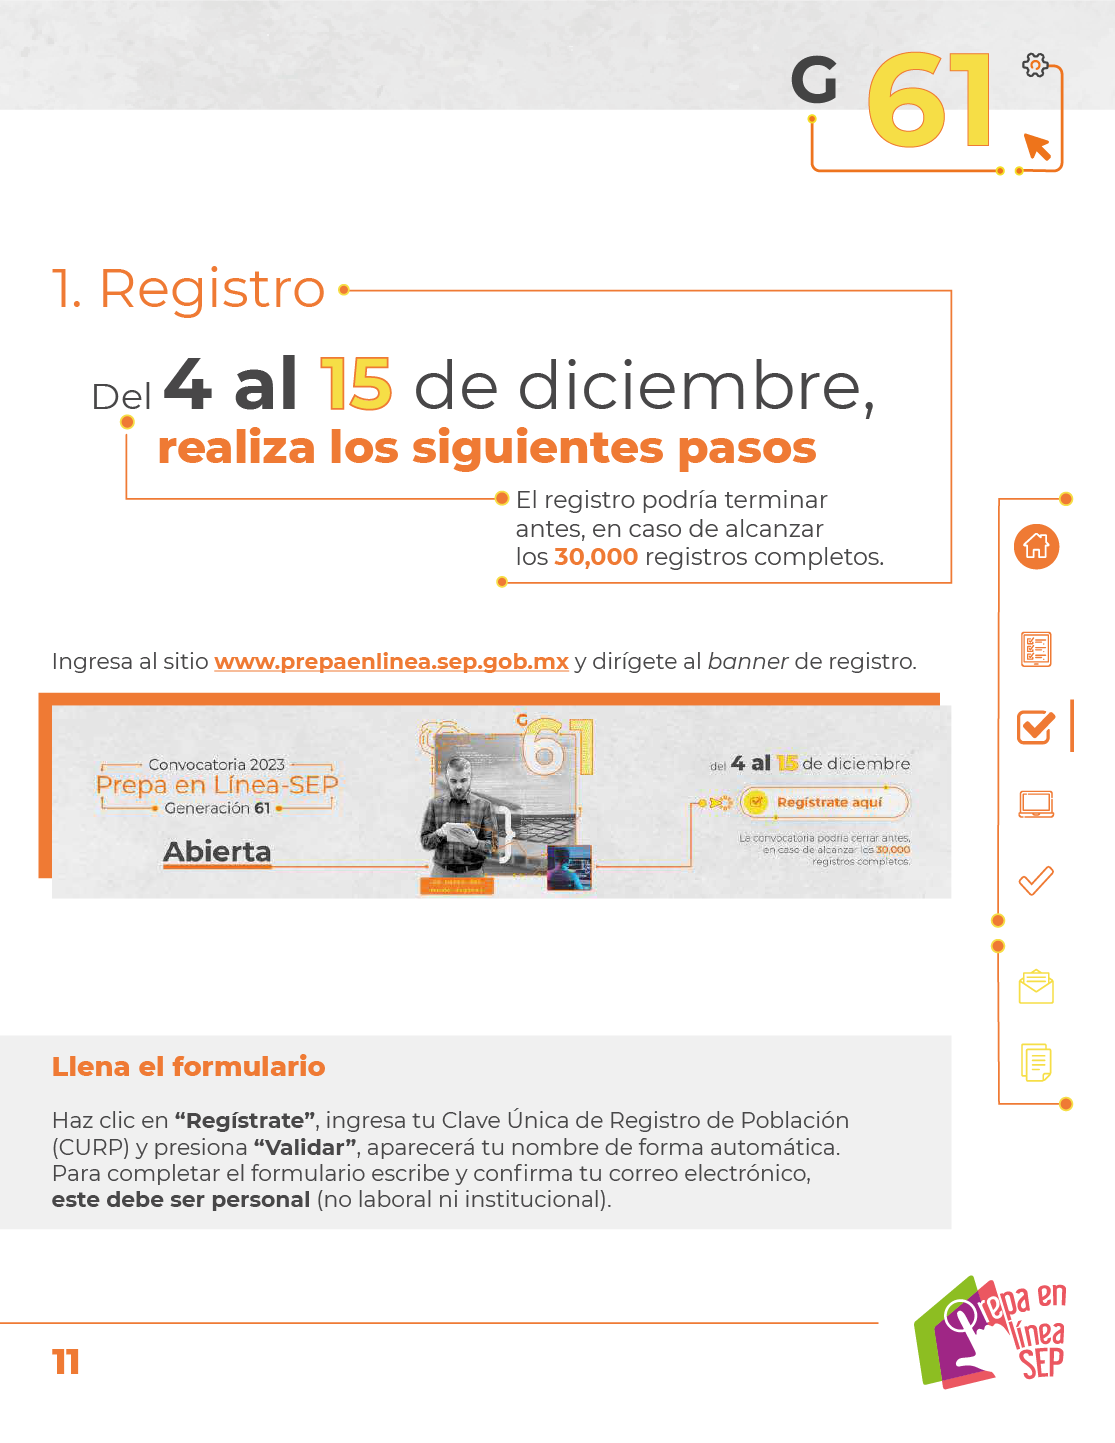 G 61
1. Registro
Del 4 al 15 de diciembre,
realiza los siguientes pasos
El registro podría terminar
antes, en caso de alcanzar
los 30,000 registros completos.
Ingresa al sitio www.prepaenlinea.sep.gob.mx y dirígete al banner de registro.
Convocatoria 2023
Prepa en Línea-SEP
Generación 61
Abierta
G
61
del 4 al 15 de diciembre
Regístrate aquí
La convocatoria podría cerrar antes,
en caso de alcanzar los 30,000
registros completos.
Llena el formulario
Haz clic en “Regístrate”, ingresa tu Clave Única de Registro de Población
(CURP) y presiona “Validar”, aparecerá tu nombre de forma automática.
Para completar el formulario escribe y confirma tu correo electrónico,
este debe ser personal (no laboral ni institucional).
Prepa en
línea
SEP
11